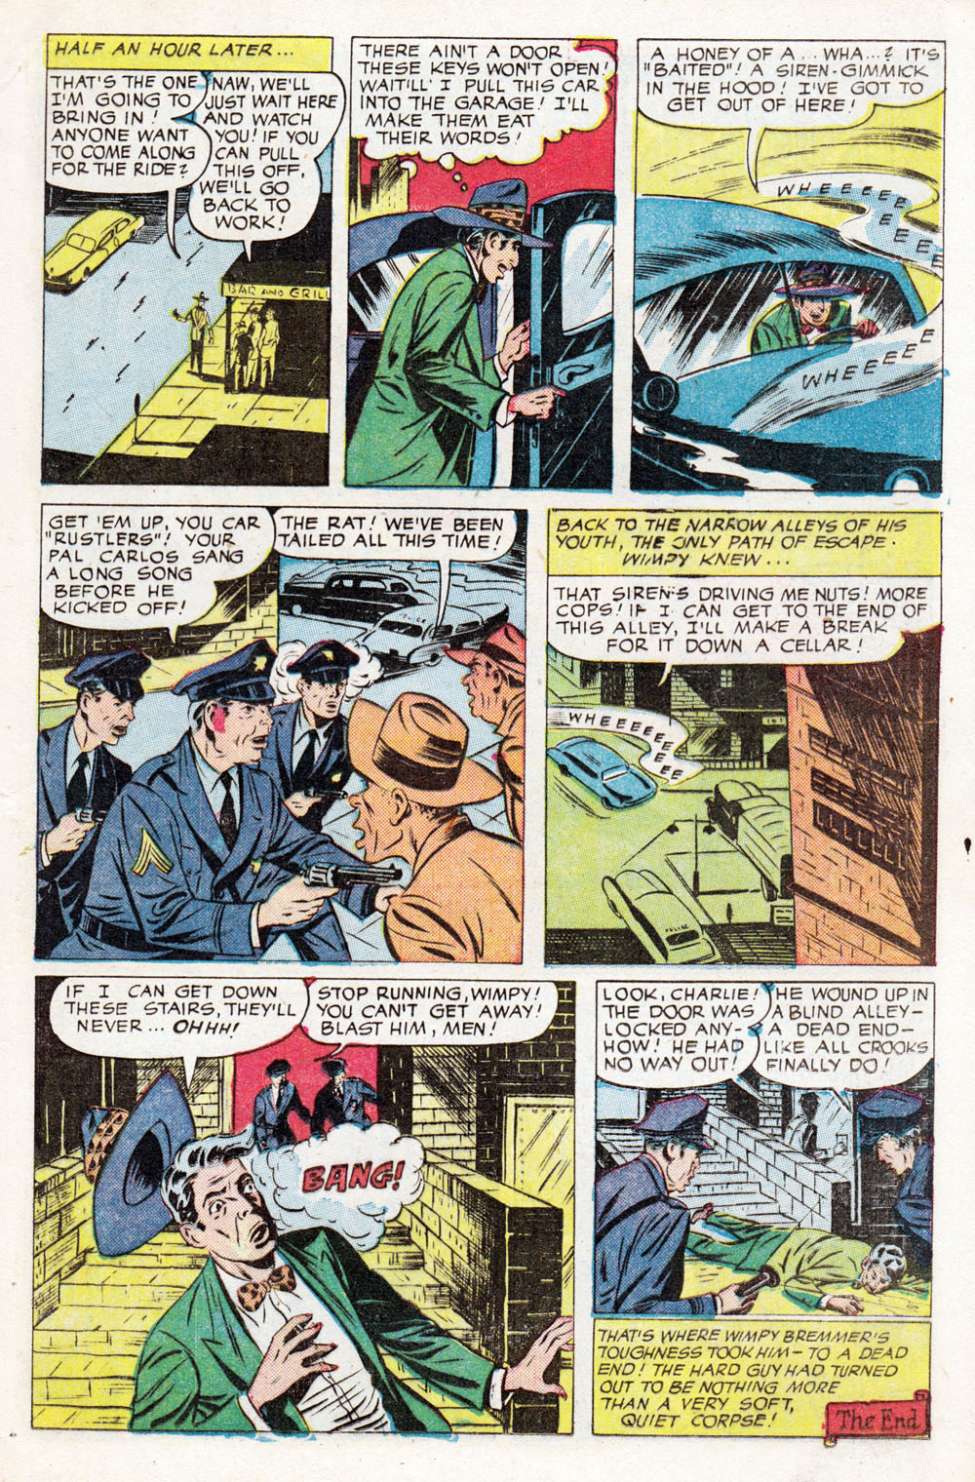 HALF AN HOUR LATER...
THAT'S THE ONE
I'M GOING TO
BRING IN!
ANYONE WANT
TO COME ALONG
FOR THE RIDE?
NAW, WE'LL
JUST WAIT HERE
AND WATCH
YOU! IF YOU
CAN PULL
THIS OFF,
WE'LL GO
BACK TO
WORK!
BAR AND GRILL
THERE AIN'T A DOOR
THESE KEYS WON'T OPEN!
WAIT'LL I PULL THIS CAR
INTO THE GARAGE! I'LL
MAKE THEM EAT
THEIR WORDS!
A HONEY OF A... WHA...? IT'S
"BAITED"! A SIREN-GIMMICK
IN THE HOOD! I'VE GOT TO
GET OUT OF HERE!
WHEEEEEEEE
WHEEEEEE
GET 'EM UP, YOU CAR
"RUSTLERS"! YOUR
PAL CARLOS SANG
A LONG SONG
BEFORE HE
KICKED OFF!
THE RAT! WE'VE BEEN
TAILED ALL THIS TIME!
POLICE
BACK TO THE NARROW ALLEYS OF HIS
YOUTH, THE ONLY PATH OF ESCAPE.
WIMPY KNEW...
THAT SIREN'S DRIVING ME NUTS! MORE
COPS! IF I CAN GET TO THE END OF
THIS ALLEY, I'LL MAKE A BREAK
FOR IT DOWN A CELLAR!
WHEEEEEEEEEE
POLICE
IF I CAN GET DOWN
THESE STAIRS, THEY'LL
NEVER... OHHH!
STOP RUNNING, WIMPY!
YOU CAN'T GET AWAY!
BLAST HIM, MEN!
BANG!
LOOK, CHARLIE!
THE DOOR WAS
LOCKED ANY-
HOW! HE HAD
NO WAY OUT!
HE WOUND UP IN
A BLIND ALLEY-
A DEAD END-
LIKE ALL CROOKS
FINALLY DO!
THAT'S WHERE WIMPY BREMMER'S
TOUGHNESS TOOK HIM- TO A DEAD
END! THE HARD GUY HAD TURNED
OUT TO BE NOTHING MORE
THAN A VERY SOFT,
QUIET CORPSE!
The End